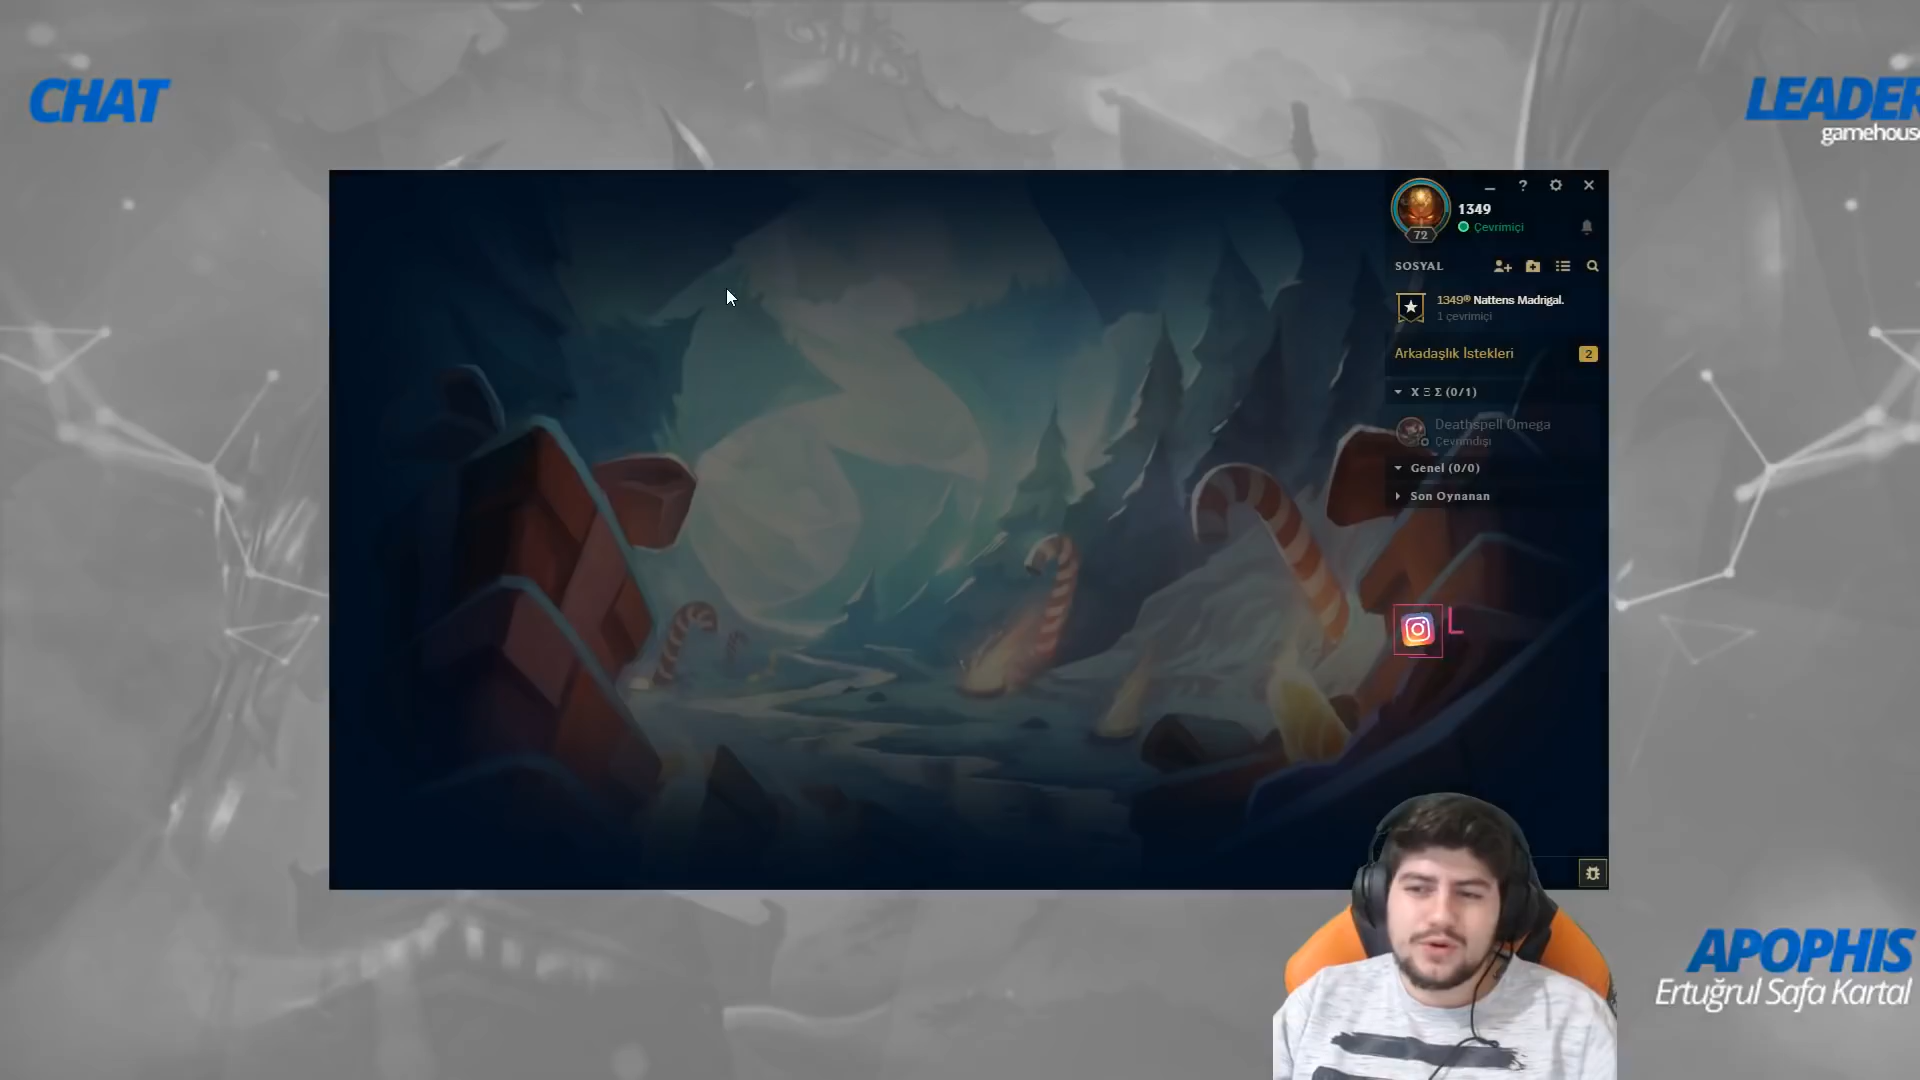 CHAT
LEADER
gamehouse
1349
72
Çevrimiçi
SOSYAL
1349® Nattens Madrigal.
1 çevrimiçi
Arkadaşlık İstekleri 2
X Ξ Σ (0/1)
Deathspell Omega
Çevrimdışı
Genel (0/0)
Son Oynanan
L
APOPHIS
Ertuğrul Safa Kartal